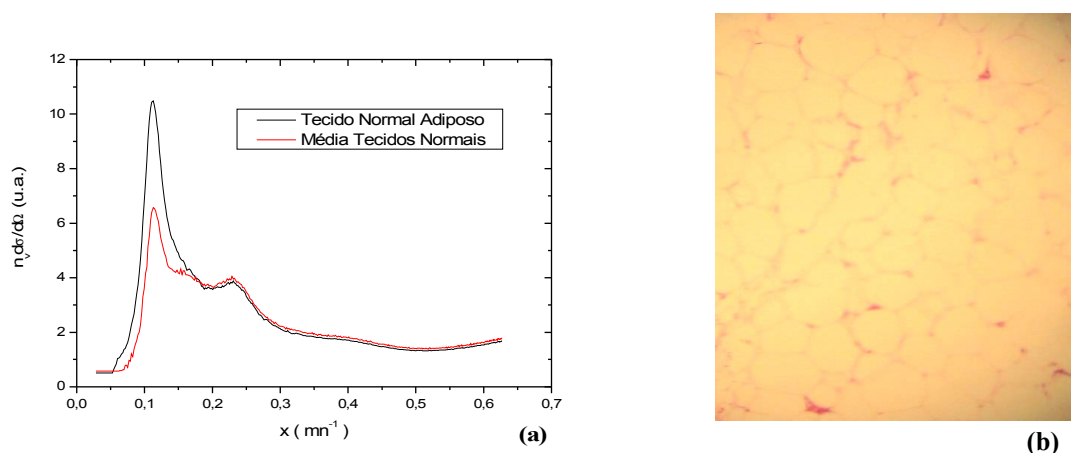 12
10
8
6
4
2
0
n_v dσ/dΩ (u.a.)
Tecido Normal Adiposo
Média Tecidos Normais
0,0 0,1 0,2 0,3 0,4 0,5 0,6 0,7
x ( mn⁻¹)
(a)
(b)